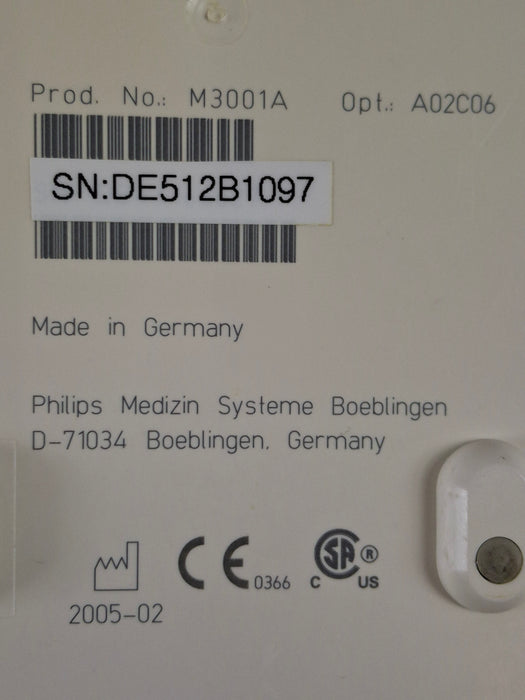 Prod. No.: M3001A Opt.: A02C06
SN:DE512B1097
Made in Germany
Philips Medizin Systeme Boeblingen
D-71034 Boeblingen, Germany
CE 0366
SA ®
C US
2005-02